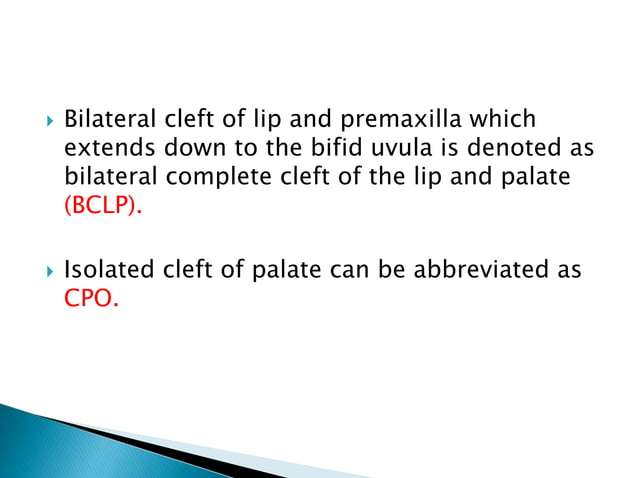 Bilateral cleft of lip and premaxilla which
extends down to the bifid uvula is denoted as
bilateral complete cleft of the lip and palate
(BCLP).
Isolated cleft of palate can be abbreviated as
CPO.